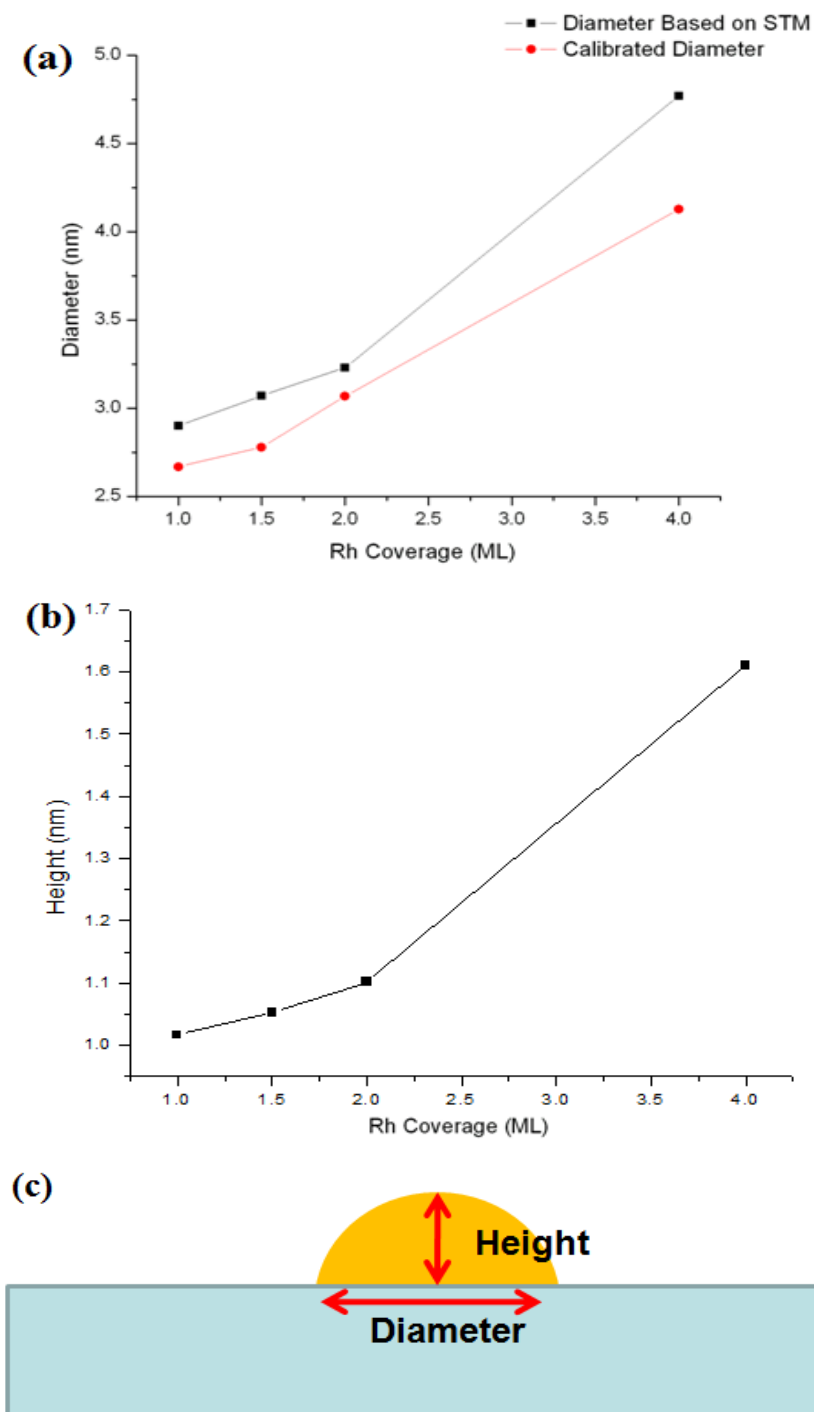 Diameter Based on STM
Calibrated Diameter
(a)
5.0
4.5
4.0
3.5
3.0
2.5
Diameter (nm)
1.0 1.5 2.0 2.5 3.0 3.5 4.0
Rh Coverage (ML)
(b)
1.7
1.6
1.5
1.4
1.3
1.2
1.1
1.0
Height (nm)
1.0 1.5 2.0 2.5 3.0 3.5 4.0
Rh Coverage (ML)
(c)
Height
Diameter